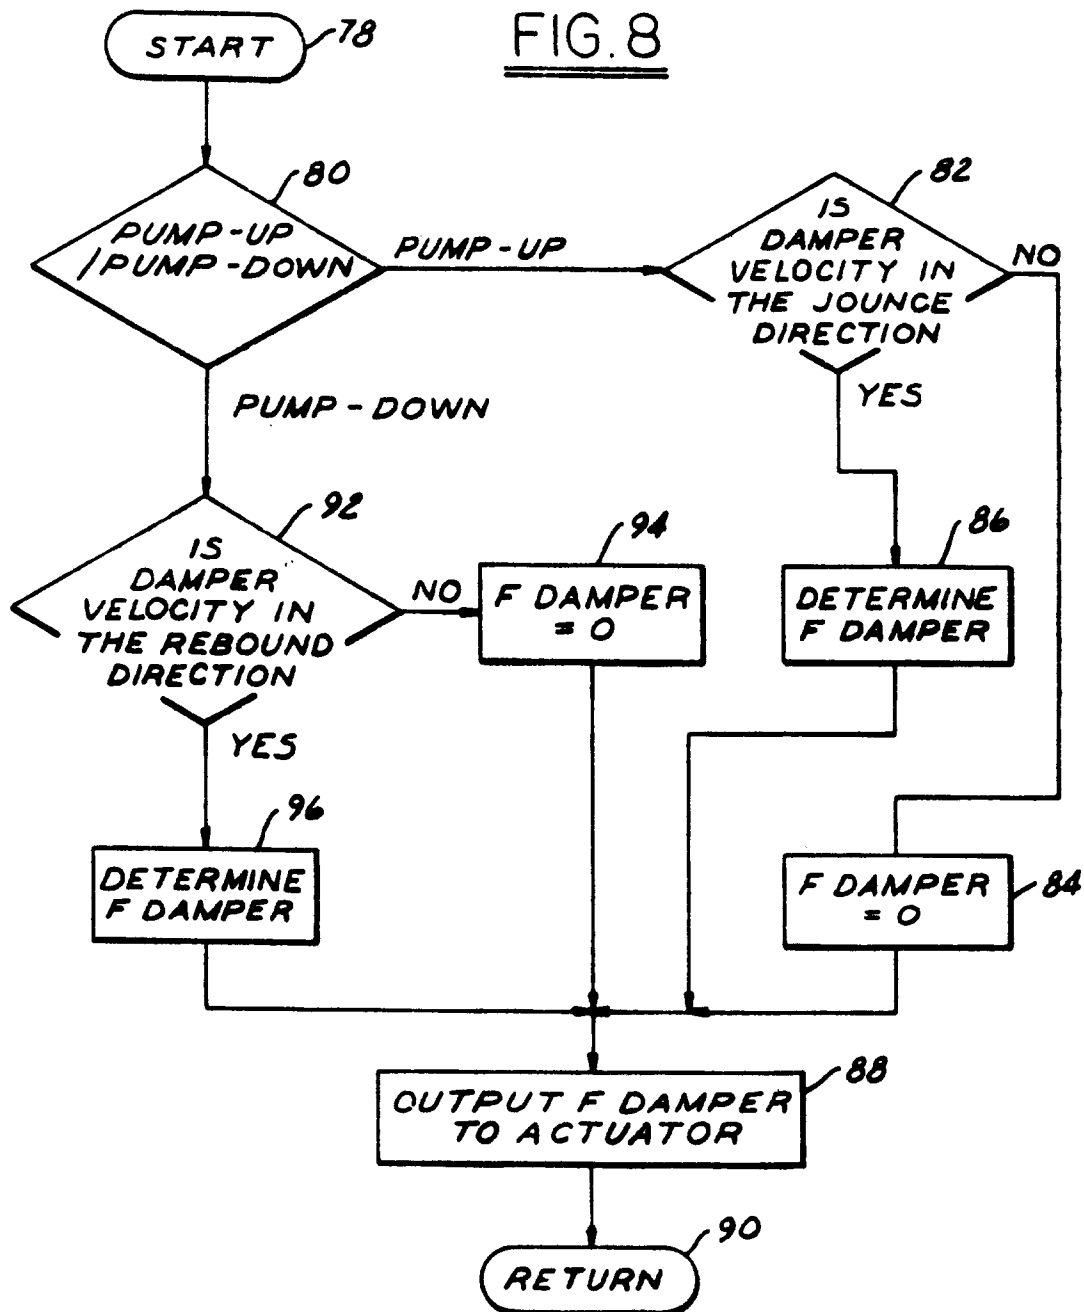 FIG. 8
START
78
80
PUMP-UP
/PUMP-DOWN
PUMP-UP
82
IS
DAMPER
VELOCITY IN
THE JOUNCE
DIRECTION
NO
YES
PUMP-DOWN
92
IS
DAMPER
VELOCITY IN
THE REBOUND
DIRECTION
NO
94
F DAMPER
= 0
86
DETERMINE
F DAMPER
YES
96
DETERMINE
F DAMPER
F DAMPER
= 0
84
88
OUTPUT F DAMPER
TO ACTUATOR
90
RETURN